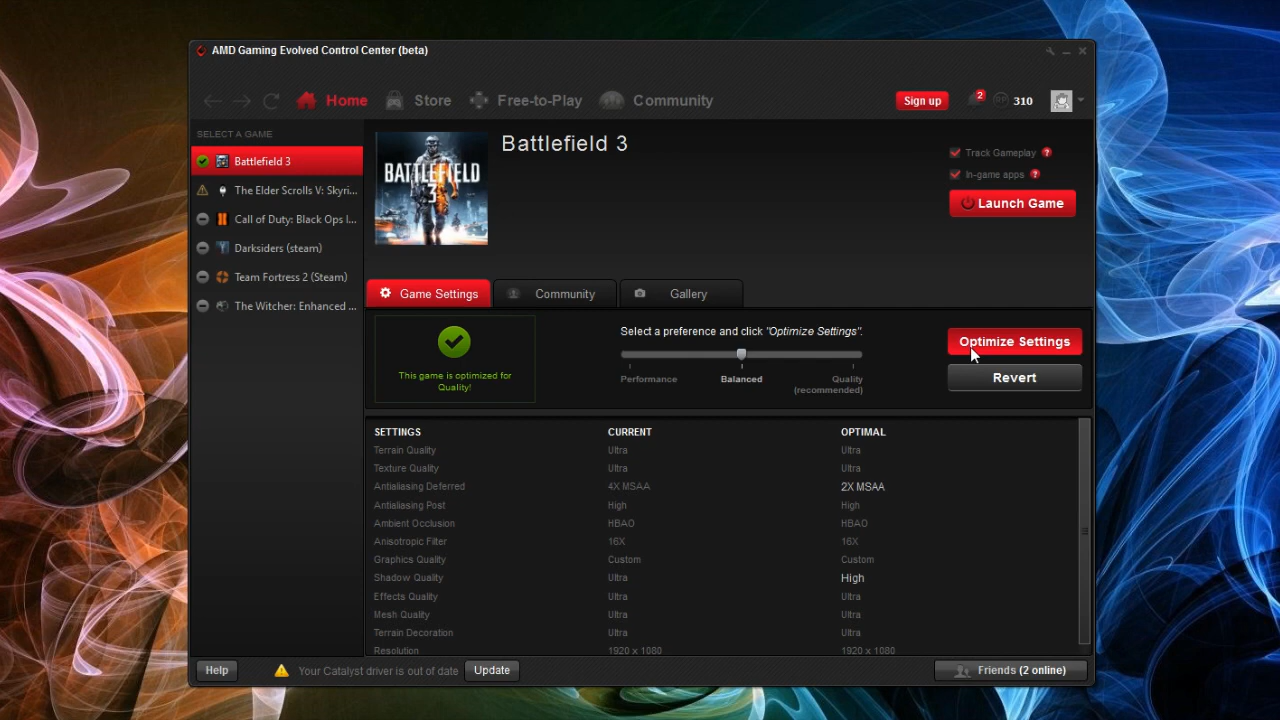 AMD Gaming Evolved Control Center (beta)
Home Store Free-to-Play Community Sign up 2 310
SELECT A GAME
Battlefield 3
The Elder Scrolls V: Skyri...
Call of Duty: Black Ops I...
Darksiders (steam)
Team Fortress 2 (Steam)
The Witcher: Enhanced ...
BATTLEFIELD
3
Battlefield 3
Track Gameplay ?
In-game apps ?
Launch Game
Game Settings Community Gallery
This game is optimized for
Quality!
Select a preference and click "Optimize Settings".
Performance Balanced Quality
(recommended)
Optimize Settings
Revert
SETTINGS CURRENT OPTIMAL
Terrain Quality Ultra Ultra
Texture Quality Ultra Ultra
Antialiasing Deferred 4X MSAA 2X MSAA
Antialiasing Post High High
Ambient Occlusion HBAO HBAO
Anisotropic Filter 16X 16X
Graphics Quality Custom Custom
Shadow Quality Ultra High
Effects Quality Ultra Ultra
Mesh Quality Ultra Ultra
Terrain Decoration Ultra Ultra
Resolution 1920 x 1080 1920 x 1080
Help Your Catalyst driver is out of date Update Friends (2 online)